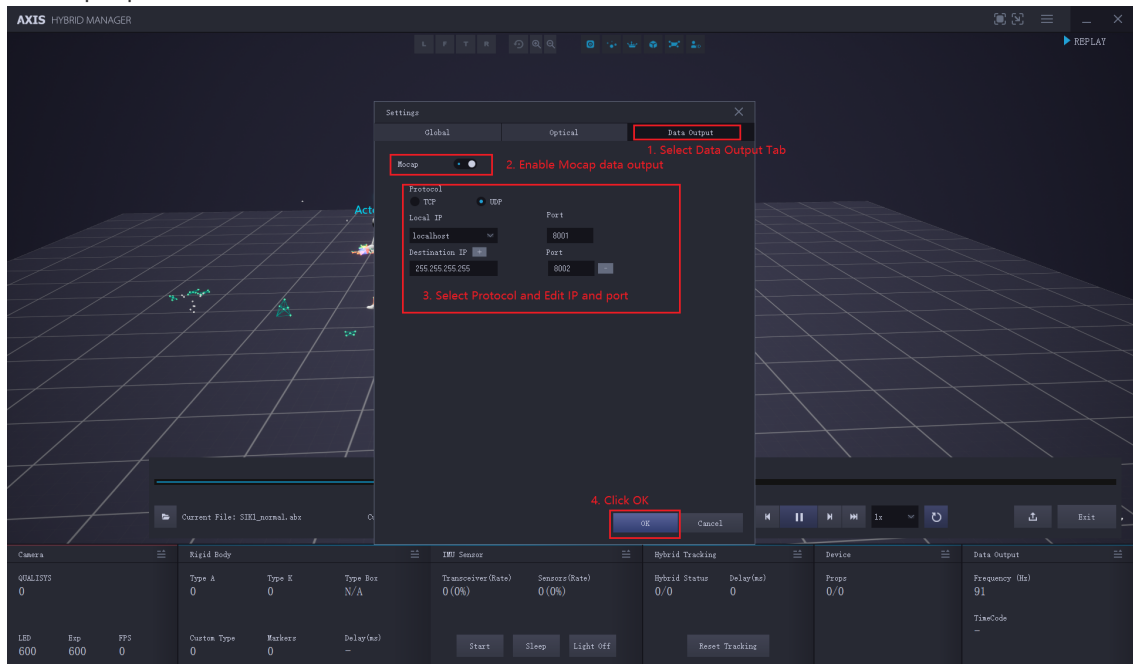 AXIS HYBRID MANAGER
L F T R
REPLAY
Settings
Global Optical Data Output
1. Select Data Output Tab
Mocap
2. Enable Mocap data output
Protocol
TCP UDP
Local IP Port
localhost 8001
Destination IP + Port
255.255.255.255 8002 -
3. Select Protocol and Edit IP and port
Acto
4. Click OK
OK Cancel
Current File: SIK1_normal.abx
1x
Exit
Camera Rigid Body IMU Sensor Hybrid Tracking Device Data Output
QUALISYS Type A Type K Type Box Transceiver(Rate) Sensors(Rate) Hybrid Status Delay(ms) Props Frequency (Hz)
0 0 0 N/A 0(0%) 0(0%) 0/0 0 0/0 91
TimeCode
–
LED Exp FPS Custom Type Markers Delay(ms)
600 600 0 0 0 –
Start Sleep Light Off Reset Tracking